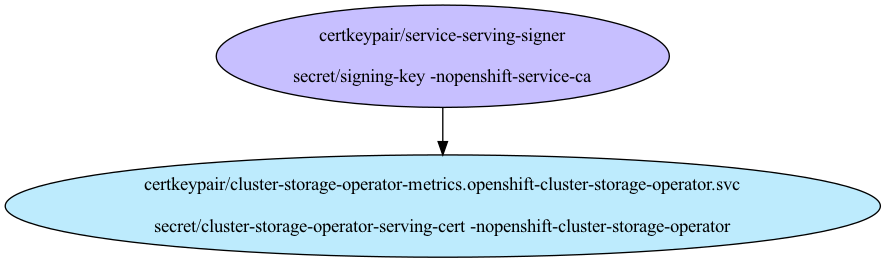 certkeypair/service-serving-signer
secret/signing-key -nopenshift-service-ca
certkeypair/cluster-storage-operator-metrics.openshift-cluster-storage-operator.svc
secret/cluster-storage-operator-serving-cert -nopenshift-cluster-storage-operator